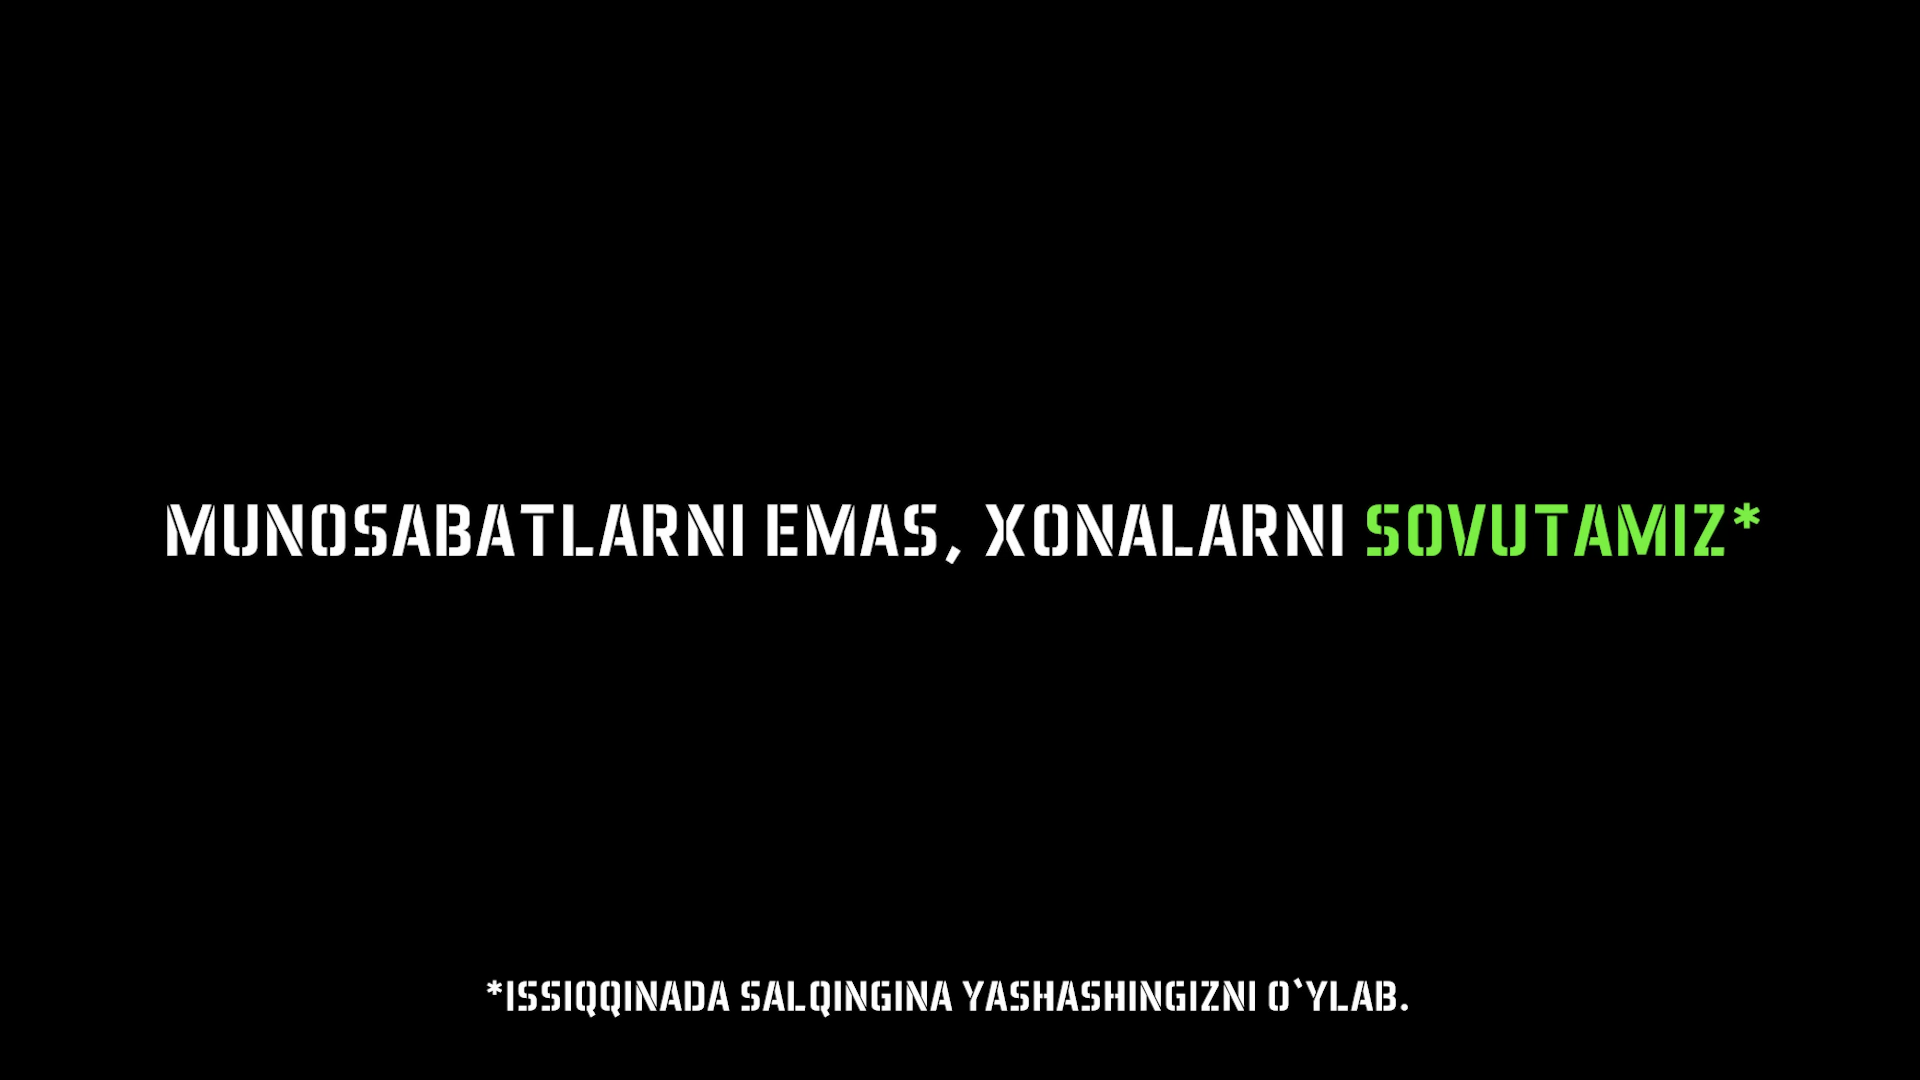 MUNOSABATLARNI EMAS, XONALARNI SOVUTAMIZ*
*ISSIQQINADA SALQINGINA YASHASHINGIZNI O‘YLAB.